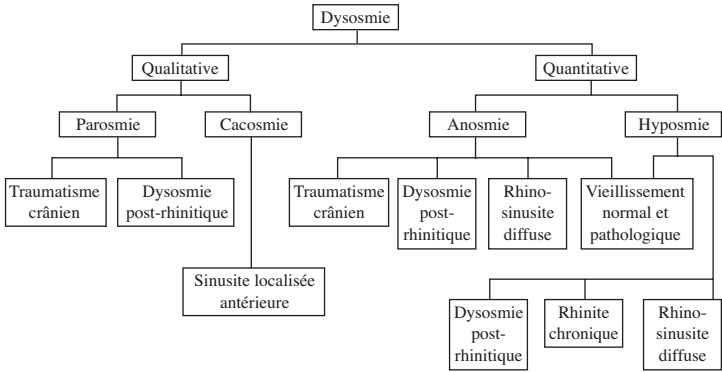 Dysosmie
Qualitative
Quantitative
Parosmie
Cacosmie
Anosmie
Hyposmie
Traumatisme
crânien
Dysosmie
post-rhinitique
Traumatisme
crânien
Dysosmie
post-
rhinitique
Rhino-
sinusite
diffuse
Vieillissement
normal et
pathologique
Sinusite localisée
antérieure
Dysosmie
post-
rhinitique
Rhinite
chronique
Rhino-
sinusite
diffuse